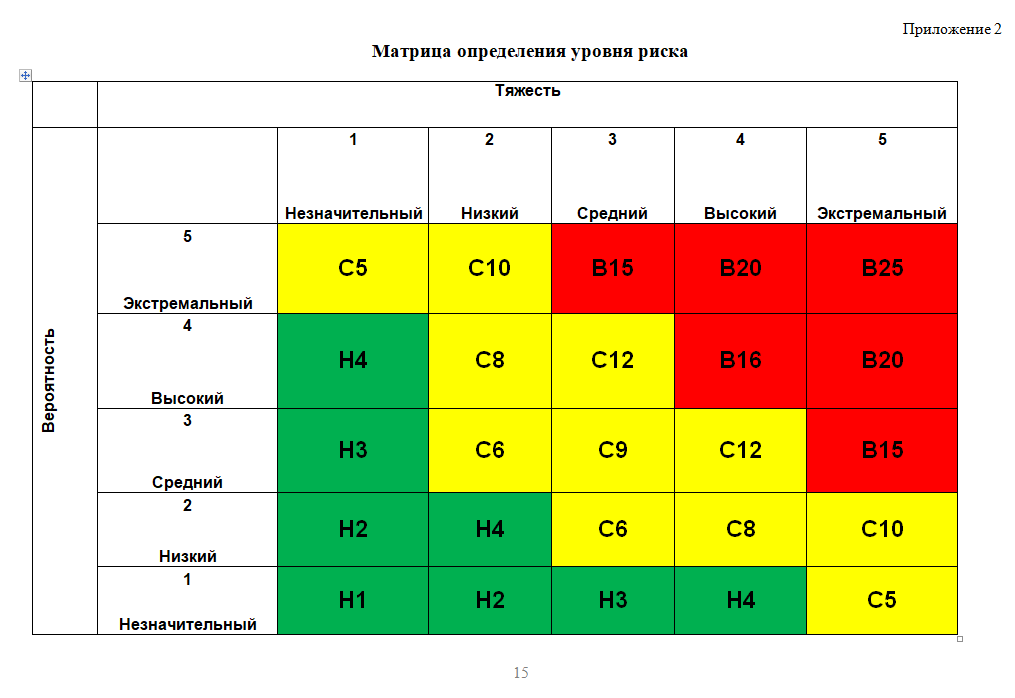 Приложение 2
Матрица определения уровня риска
Тяжесть
1 2 3 4 5
Незначительный Низкий Средний Высокий Экстремальный
Вероятность
5
Экстремальный
С5 С10 В15 В20 В25
4
Высокий
Н4 С8 С12 В16 В20
3
Средний
Н3 С6 С9 С12 В15
2
Низкий
Н2 Н4 С6 С8 С10
1
Незначительный
Н1 Н2 Н3 Н4 С5
15